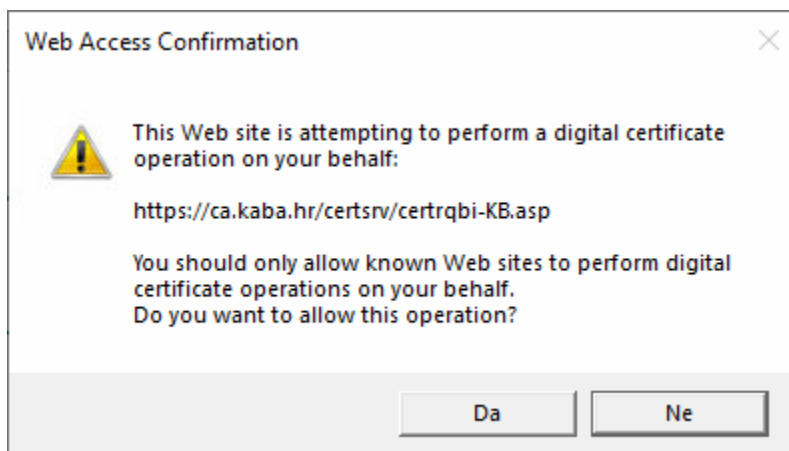 Web Access Confirmation
This Web site is attempting to perform a digital certificate
operation on your behalf:
https://ca.kaba.hr/certsrv/certrqbi-KB.asp
You should only allow known Web sites to perform digital
certificate operations on your behalf.
Do you want to allow this operation?
Da
Ne